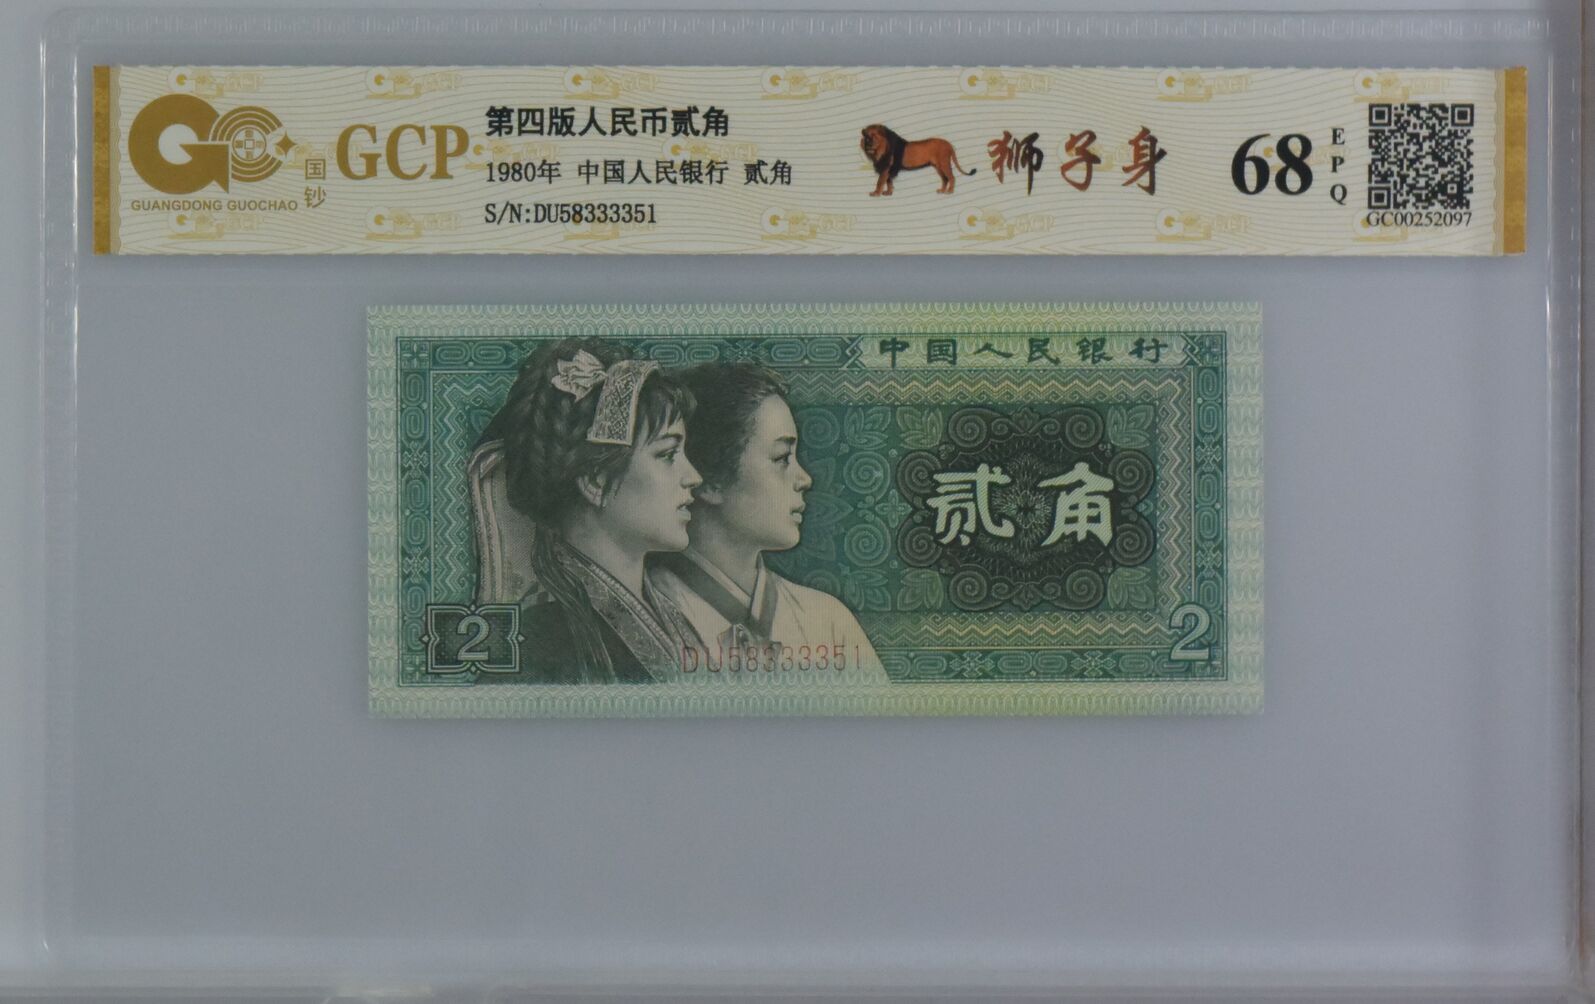 GCP
国钞
GUANGDONG GUOCHAO
第四版人民币贰角
1980年 中国人民银行 贰角
S/N:DU58333351
狮子身
68
EPQ
GC00252097
中国人民银行
贰角
2
2
DU58333351